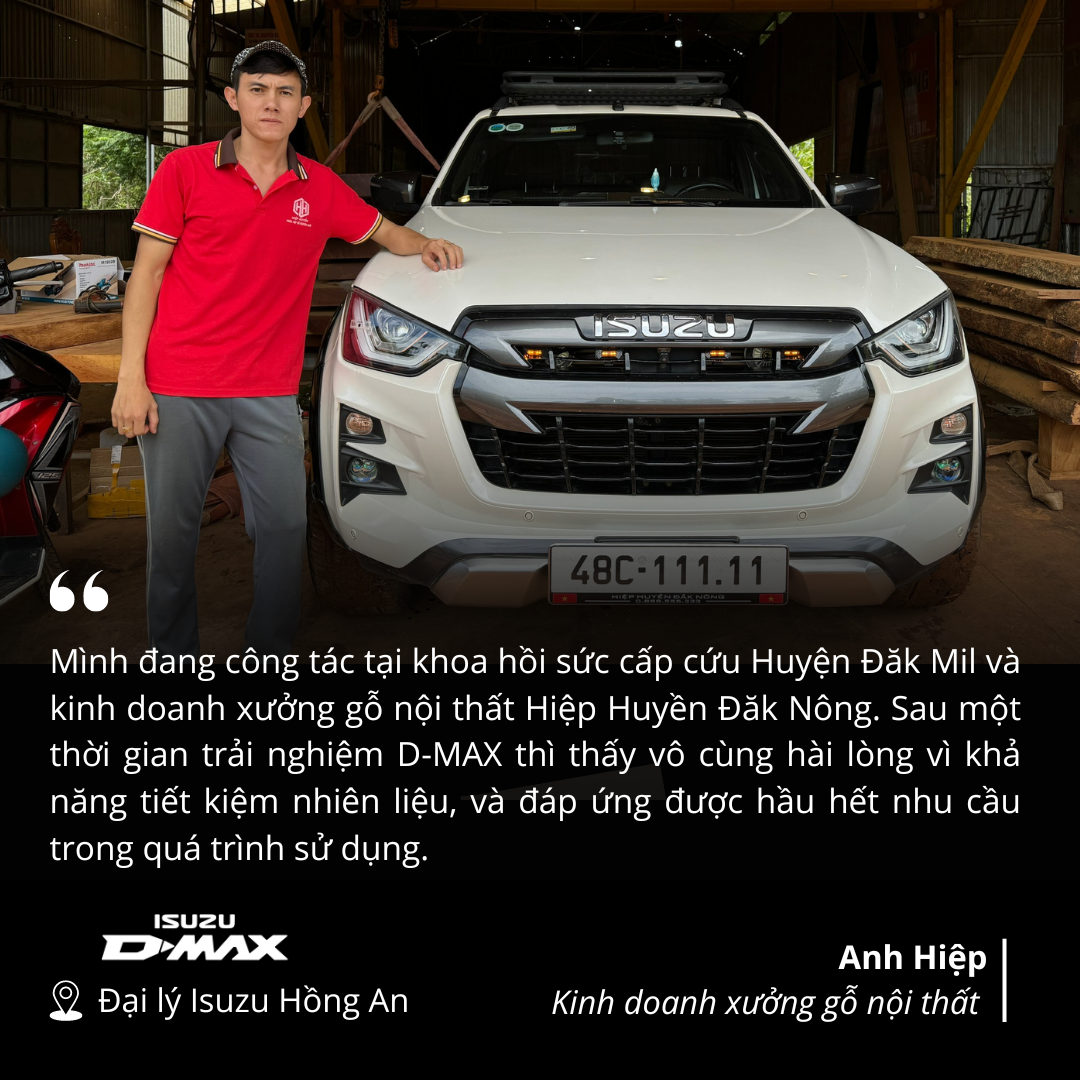 ISUZU
48C-111.11
HIỆP HUYỀN ĐĂK NÔNG
Mình đang công tác tại khoa hồi sức cấp cứu Huyện Đăk Mil và
kinh doanh xưởng gỗ nội thất Hiệp Huyền Đăk Nông. Sau một
thời gian trải nghiệm D-MAX thì thấy vô cùng hài lòng vì khả
năng tiết kiệm nhiên liệu, và đáp ứng được hầu hết nhu cầu
trong quá trình sử dụng.
ISUZU
D-MAX
Đại lý Isuzu Hồng An
Anh Hiệp
Kinh doanh xưởng gỗ nội thất